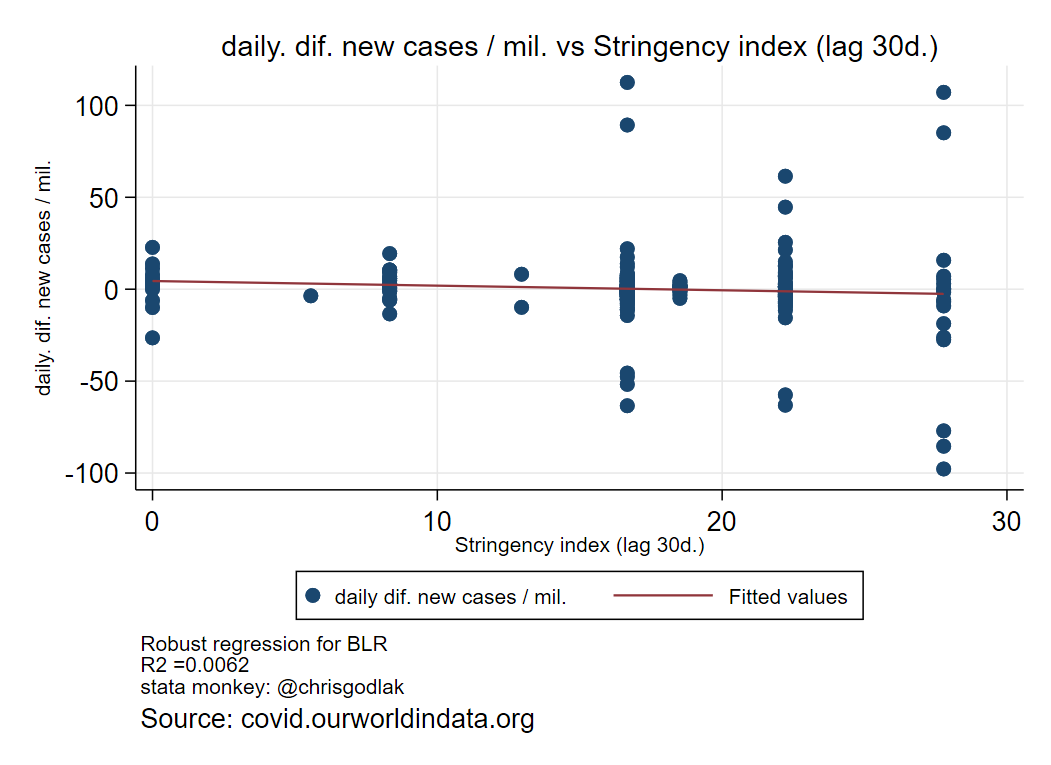 daily. dif. new cases / mil. vs Stringency index (lag 30d.)
daily. dif. new cases / mil.
100
50
0
-50
-100
0 10 20 30
Stringency index (lag 30d.)
daily dif. new cases / mil. Fitted values
Robust regression for BLR
R2 =0.0062
stata monkey: @chrisgodlak
Source: covid.ourworldindata.org